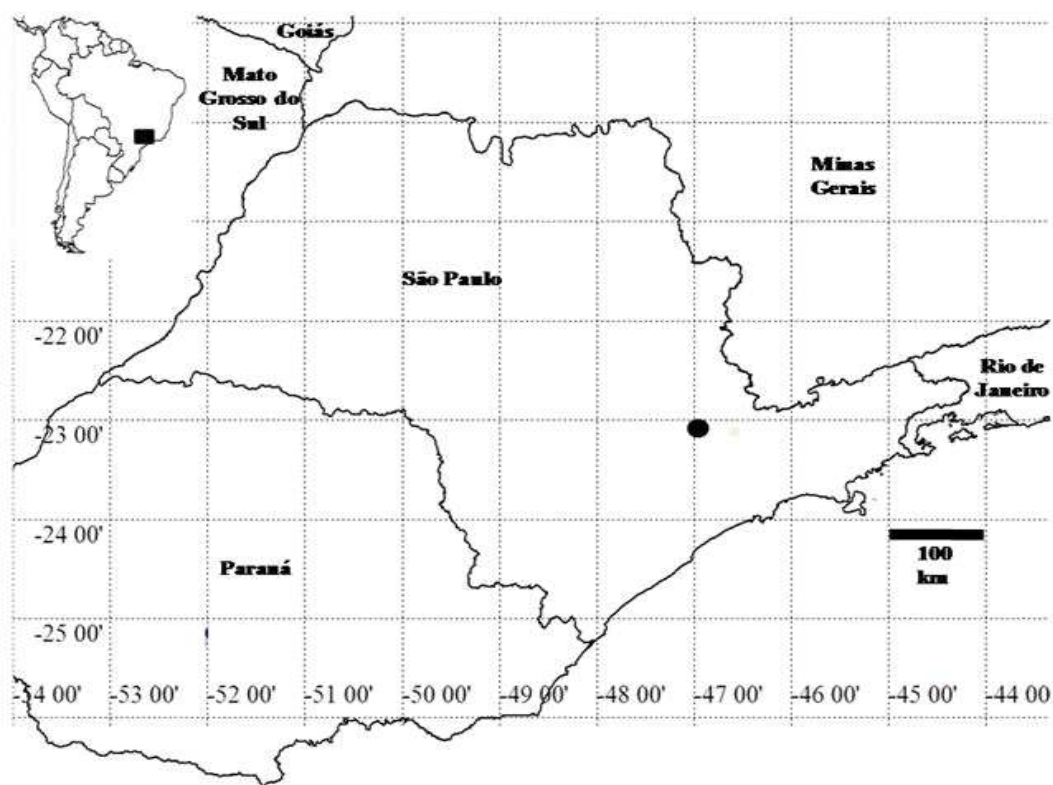 Goiás
Mato
Grosso do
Sul
Minas
Gerais
São Paulo
-22 00'
Rio de
Janeiro
-23 00'
-24 00'
100
km
Paraná
-25 00'
-54 00' -53 00' -52 00' -51 00' -50 00' -49 00' -48 00' -47 00' -46 00' -45 00' -44 00